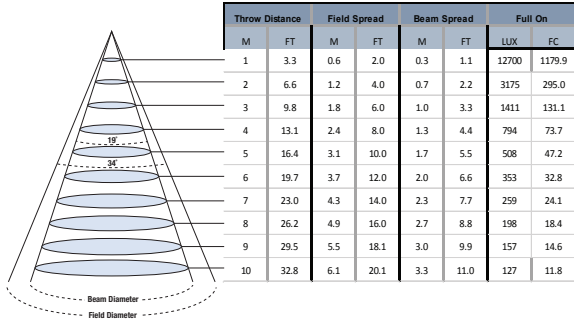 Throw Distance Field Spread Beam Spread Full On
M FT M FT M FT LUX FC
1 3.3 0.6 2.0 0.3 1.1 12700 1179.9
2 6.6 1.2 4.0 0.7 2.2 3175 295.0
3 9.8 1.8 6.0 1.0 3.3 1411 131.1
4 13.1 2.4 8.0 1.3 4.4 794 73.7
19°
5 16.4 3.1 10.0 1.7 5.5 508 47.2
34°
6 19.7 3.7 12.0 2.0 6.6 353 32.8
7 23.0 4.3 14.0 2.3 7.7 259 24.1
8 26.2 4.9 16.0 2.7 8.8 198 18.4
9 29.5 5.5 18.1 3.0 9.9 157 14.6
10 32.8 6.1 20.1 3.3 11.0 127 11.8
Beam Diameter
Field Diameter